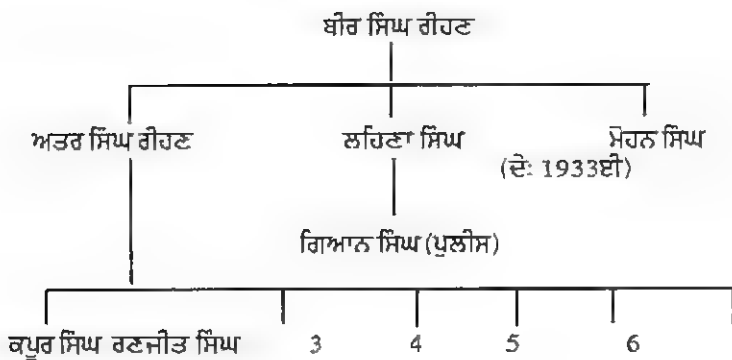 ਬੀਰ ਸਿੰਘ ਰੀਹਣ
ਅਤਰ ਸਿੰਘ ਰੀਹਣ ਲਹਿਣਾ ਸਿੰਘ ਮੋਹਨ ਸਿੰਘ
(ਦੇਃ 1933ਈ)
ਗਿਆਨ ਸਿੰਘ (ਪੁਲੀਸ)
ਕਪੂਰ ਸਿੰਘ ਰਣਜੀਤ ਸਿੰਘ 3 4 5 6